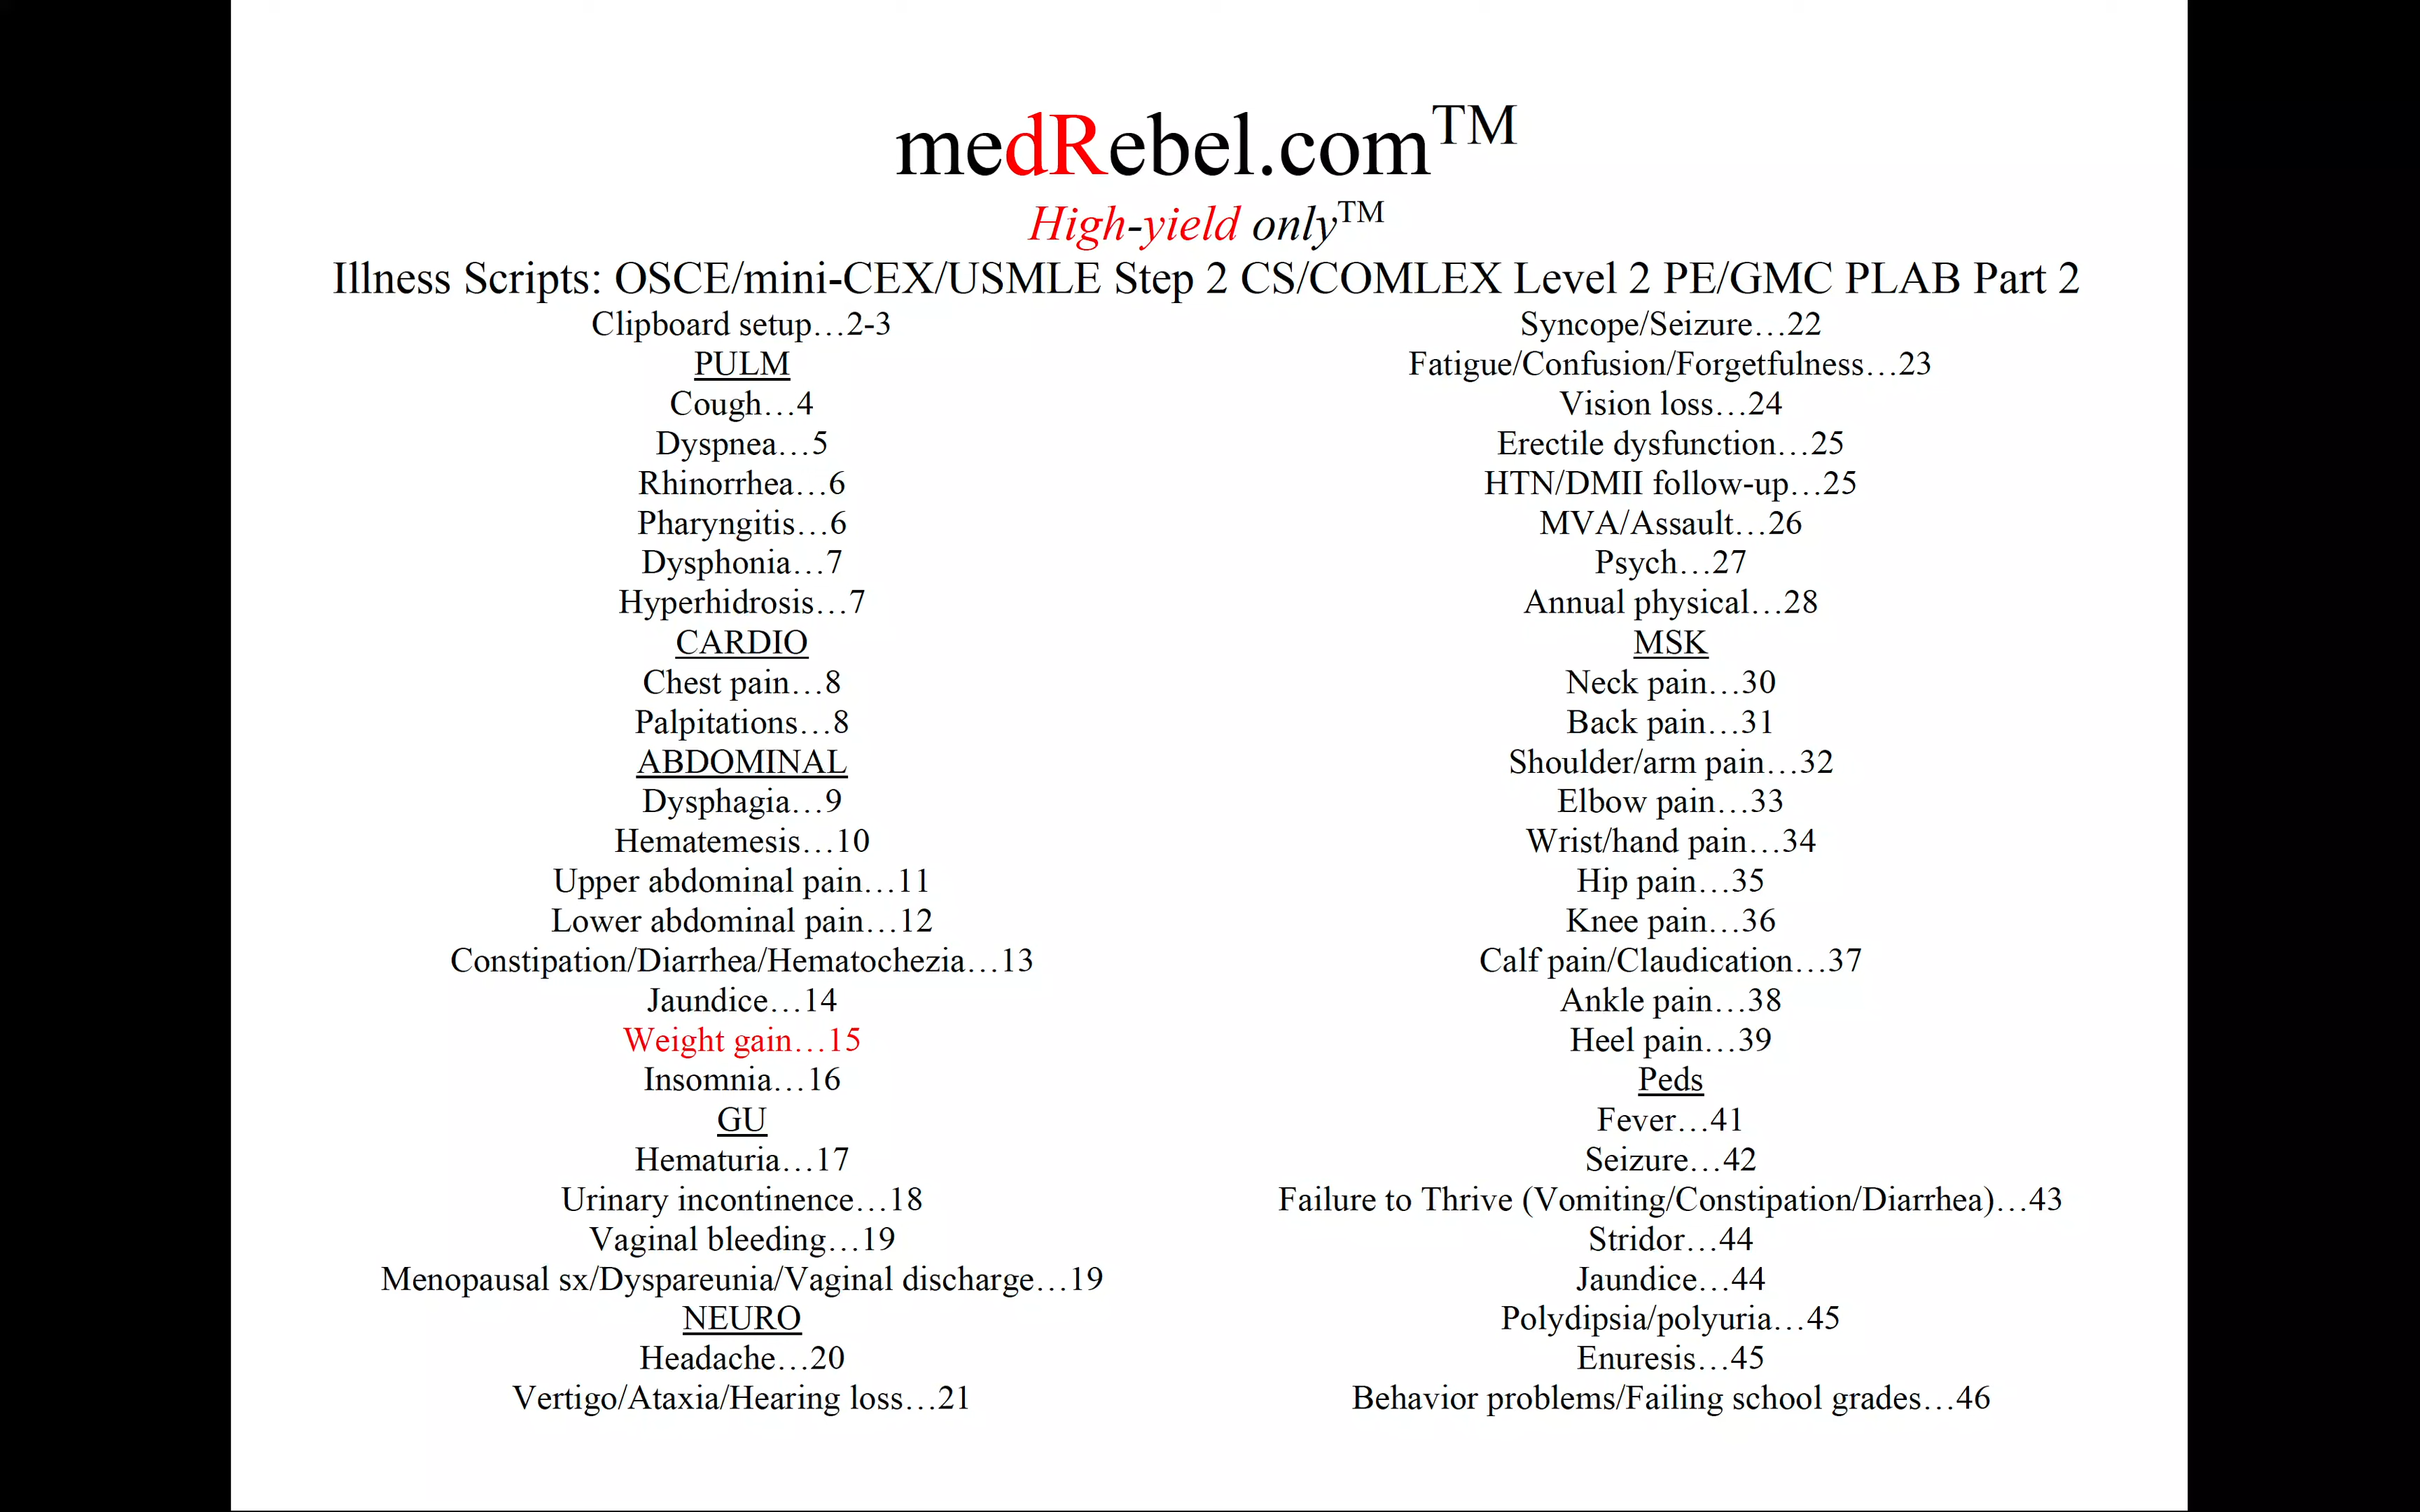 medRebel.com™
High-yield only™
Illness Scripts: OSCE/mini-CEX/USMLE Step 2 CS/COMLEX Level 2 PE/GMC PLAB Part 2
Clipboard setup…2-3
PULM
Cough…4
Dyspnea…5
Rhinorrhea…6
Pharyngitis…6
Dysphonia…7
Hyperhidrosis…7
CARDIO
Chest pain…8
Palpitations…8
ABDOMINAL
Dysphagia…9
Hematemesis…10
Upper abdominal pain…11
Lower abdominal pain…12
Constipation/Diarrhea/Hematochezia…13
Jaundice…14
Weight gain…15
Insomnia…16
GU
Hematuria…17
Urinary incontinence…18
Vaginal bleeding…19
Menopausal sx/Dyspareunia/Vaginal discharge…19
NEURO
Headache…20
Vertigo/Ataxia/Hearing loss…21
Syncope/Seizure…22
Fatigue/Confusion/Forgetfulness…23
Vision loss…24
Erectile dysfunction…25
HTN/DMII follow-up…25
MVA/Assault…26
Psych…27
Annual physical…28
MSK
Neck pain…30
Back pain…31
Shoulder/arm pain…32
Elbow pain…33
Wrist/hand pain…34
Hip pain…35
Knee pain…36
Calf pain/Claudication…37
Ankle pain…38
Heel pain…39
Peds
Fever…41
Seizure…42
Failure to Thrive (Vomiting/Constipation/Diarrhea)…43
Stridor…44
Jaundice…44
Polydipsia/polyuria…45
Enuresis…45
Behavior problems/Failing school grades…46